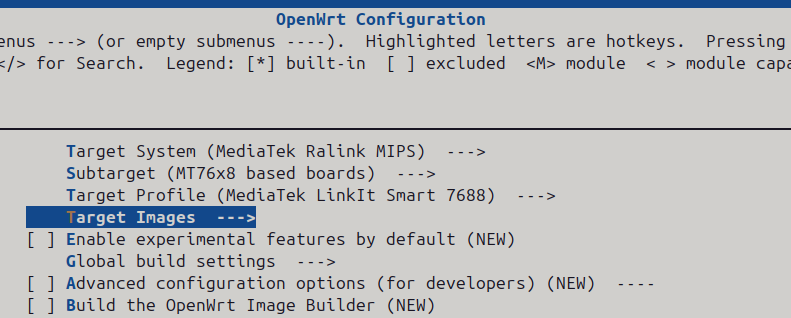 OpenWrt Configuration
enus ---> (or empty submenus ----).  Highlighted letters are hotkeys.  Pressing
</> for Search.  Legend: [*] built-in  [ ] excluded  <M> module  < > module capa
Target System (MediaTek Ralink MIPS)  --->
Subtarget (MT76x8 based boards)  --->
Target Profile (MediaTek LinkIt Smart 7688)  --->
Target Images  --->
[ ] Enable experimental features by default (NEW)
Global build settings  --->
[ ] Advanced configuration options (for developers) (NEW)  ----
[ ] Build the OpenWrt Image Builder (NEW)